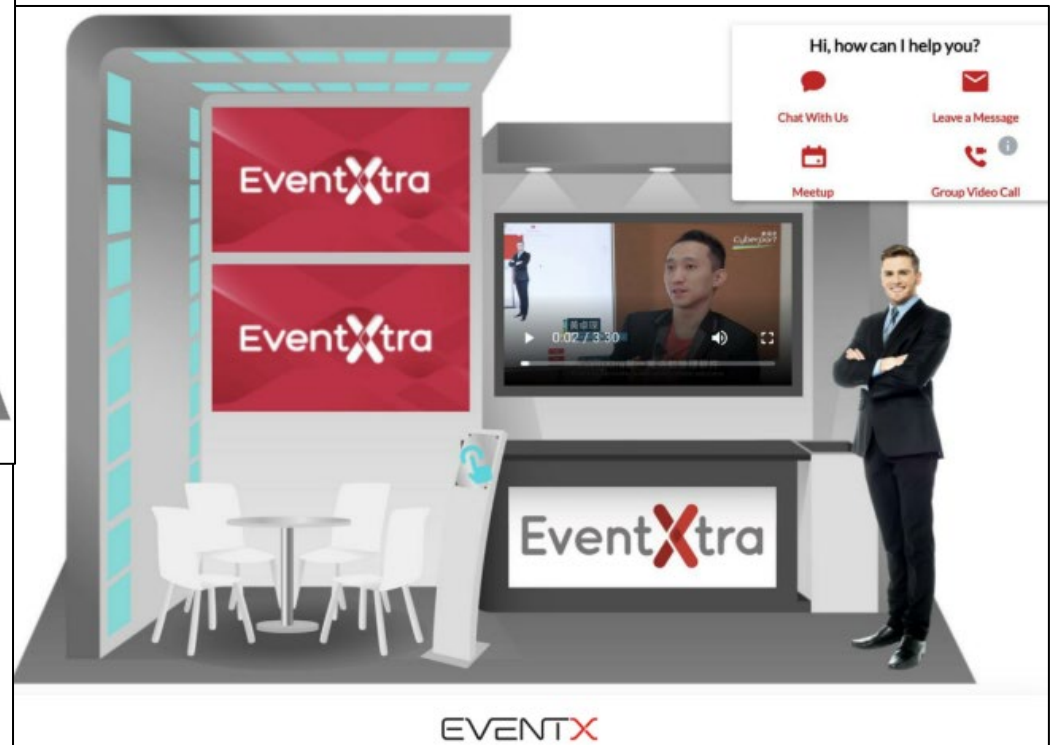 EventXtra
EventXtra
Hi, how can I help you?
Chat With Us
Leave a Message
Meetup
Group Video Call
Cyberport
0:02 / 3:30
EventXtra
EVENTX